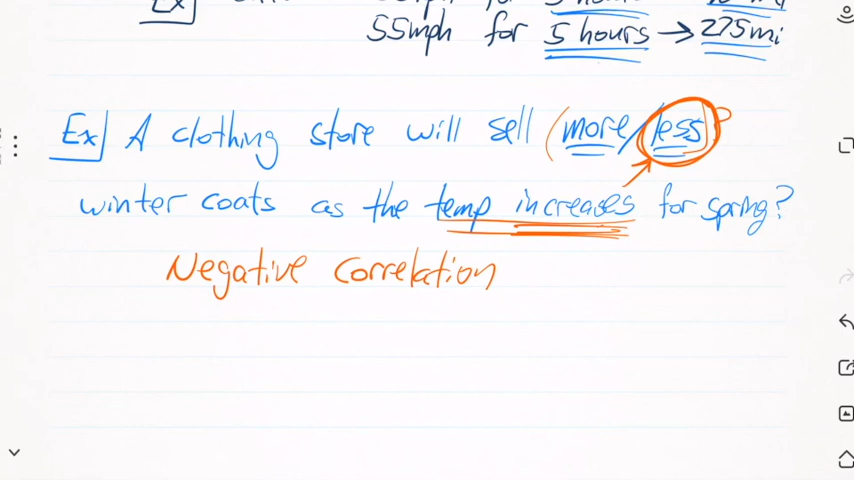 Ex
55mph for 5 hours → 275mi
Ex A clothing store will sell (more/less)?
winter coats as the temp increases for spring?
Negative Correlation